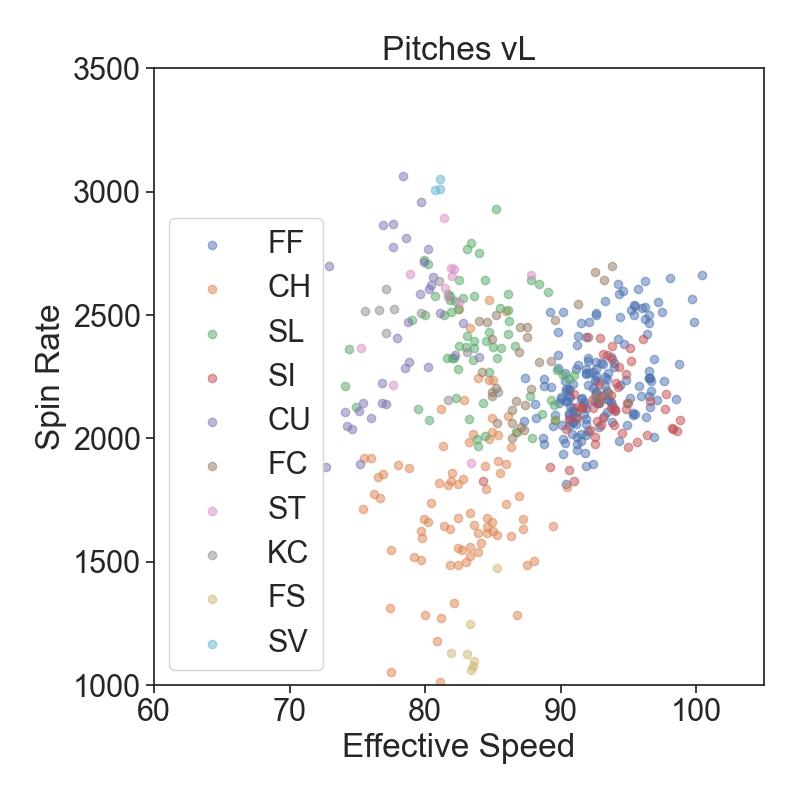 Pitches vL
3500
3000
2500
2000
1500
1000
Spin Rate
FF
CH
SL
SI
CU
FC
ST
KC
FS
SV
60 70 80 90 100
Effective Speed